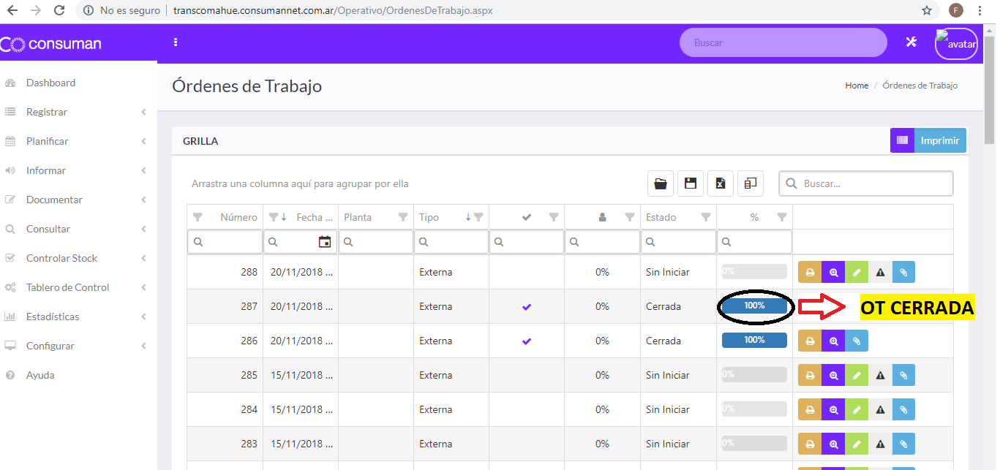 No es seguro transcomahue.consumannet.com.ar/Operativo/OrdenesDeTrabajo.aspx F
consuman Buscar avatar
Dashboard
Registrar
Planificar
Informar
Documentar
Consultar
Controlar Stock
Tablero de Control
Estadísticas
Configurar
Ayuda
Órdenes de Trabajo Home / Órdenes de Trabajo
GRILLA Imprimir
Arrastra una columna aquí para agrupar por ella Buscar...
Número Fecha ... Planta Tipo Estado %
288 20/11/2018 ... Externa 0% Sin Iniciar 0%
287 20/11/2018 ... Externa 0% Cerrada 100% OT CERRADA
286 20/11/2018 ... Externa 0% Cerrada 100%
285 15/11/2018 ... Externa 0% Sin Iniciar 0%
284 15/11/2018 ... Externa 0% Sin Iniciar 0%
283 15/11/2018 ... Externa 0% Sin Iniciar 0%